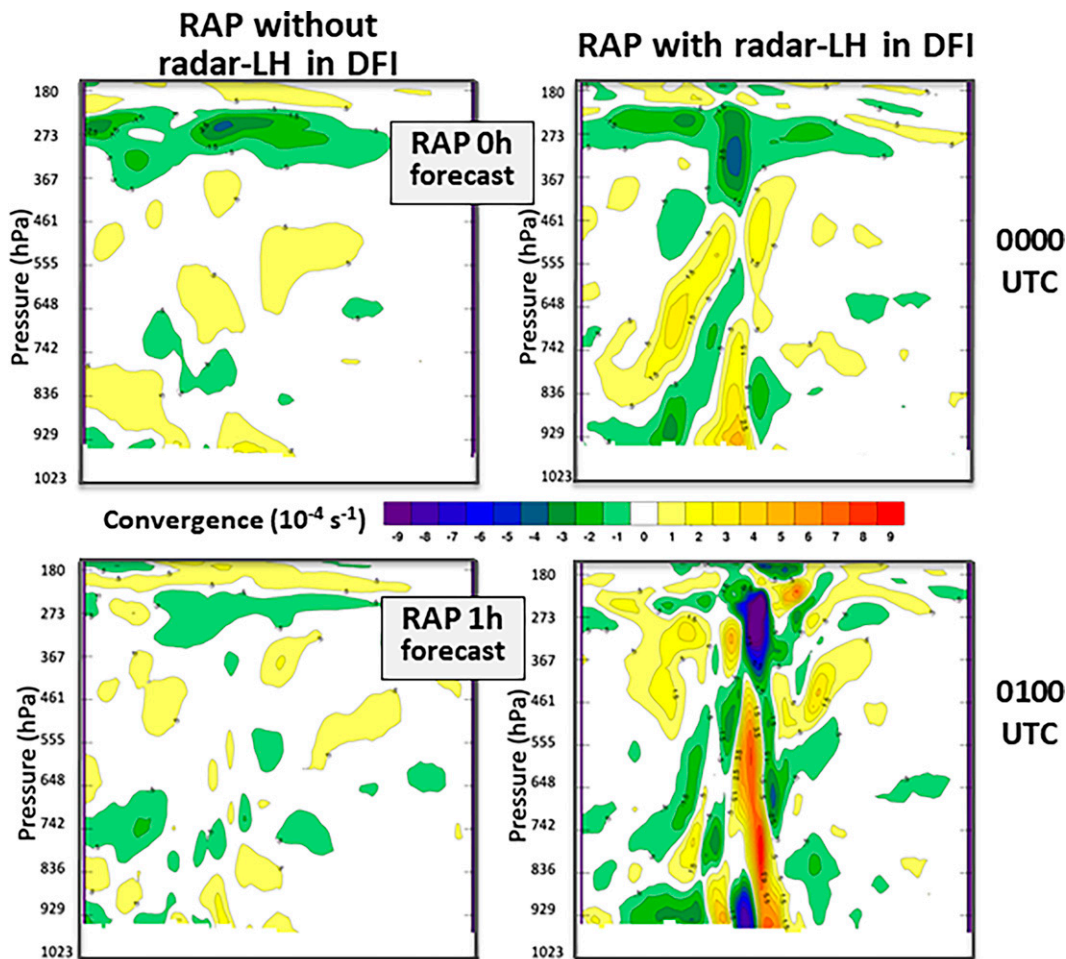 RAP without
radar-LH in DFI
RAP with radar-LH in DFI
Pressure (hPa)
180
273
367
461
555
648
742
836
929
1023
RAP 0h
forecast
Pressure (hPa)
180
273
367
461
555
648
742
836
929
1023
0000
UTC
Convergence (10⁻⁴ s⁻¹)
-9 -8 -7 -6 -5 -4 -3 -2 -1 0 1 2 3 4 5 6 7 8 9
Pressure (hPa)
180
273
367
461
555
648
742
836
929
1023
RAP 1h
forecast
Pressure (hPa)
180
273
367
461
555
648
742
836
929
1023
0100
UTC